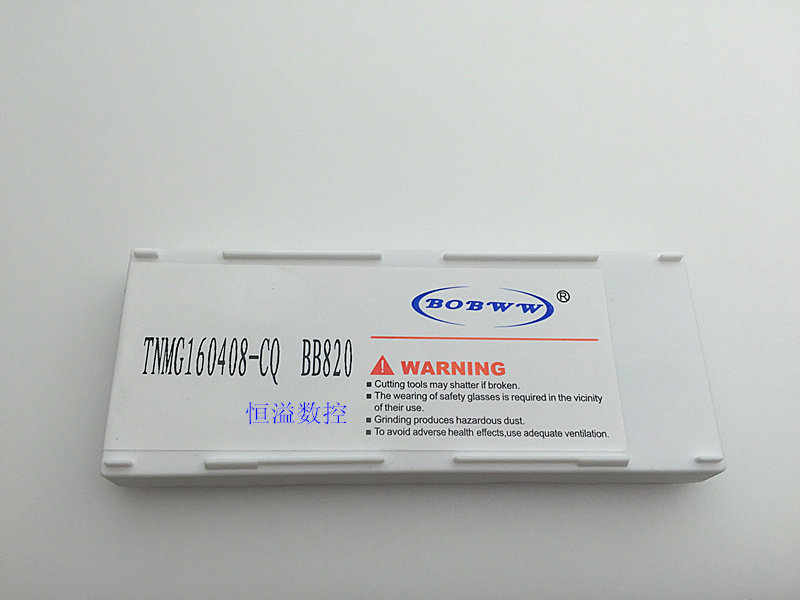 BOBWW®
TNMG160408-CQ BB820
WARNING
■ Cutting tools may shatter if broken.
■ The wearing of safety glasses is required in the vicinity
of their use.
■ Grinding produces hazardous dust.
■ To avoid adverse health effects,use adequate ventilation.
恒溢数控